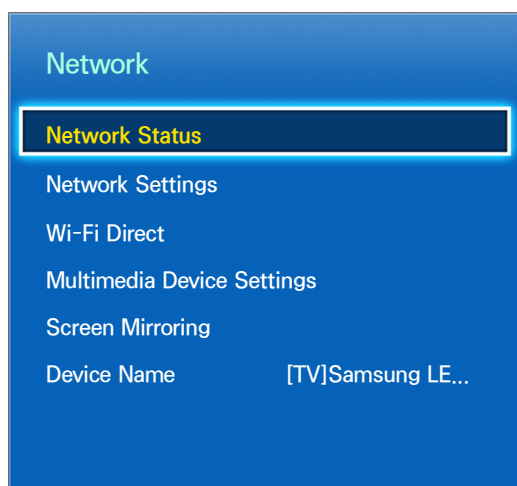 Network
Network Status
Network Settings
Wi-Fi Direct
Multimedia Device Settings
Screen Mirroring
Device Name [TV]Samsung LE...